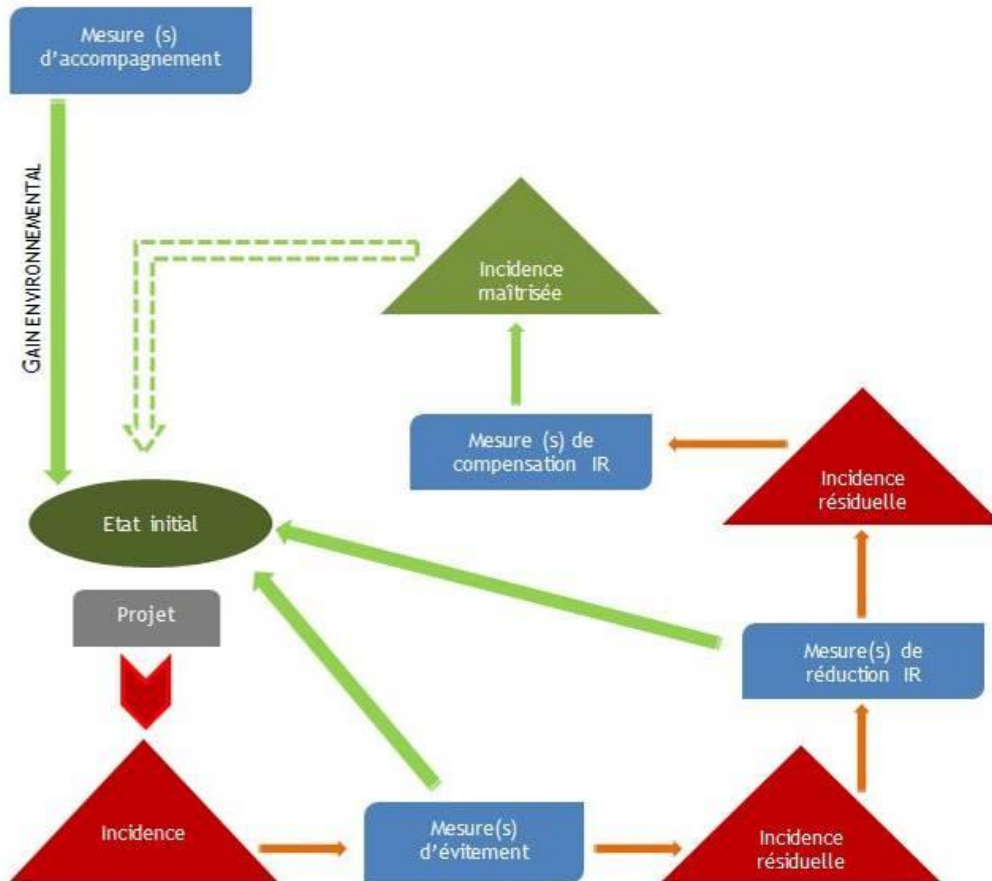 Mesure (s)
d'accompagnement
GAIN ENVIRONNEMENTAL
Incidence
maîtrisée
Mesure (s) de
compensation IR
Incidence
résiduelle
Etat initial
Projet
Mesure(s) de
réduction IR
Incidence
Mesure(s)
d'évitement
Incidence
résiduelle